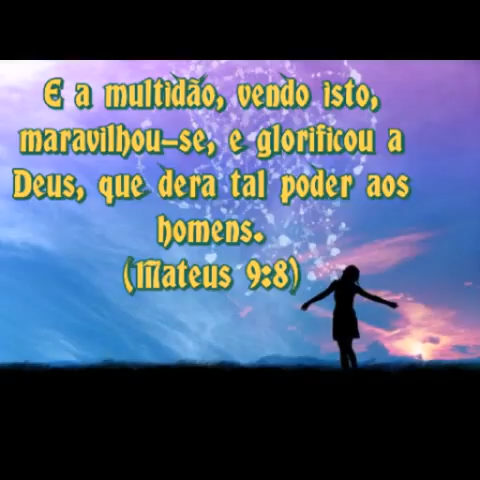 E a multidão, vendo isto,
maravilhou-se, e glorificou a
Deus, que dera tal poder aos
homens.
(Mateus 9:8)